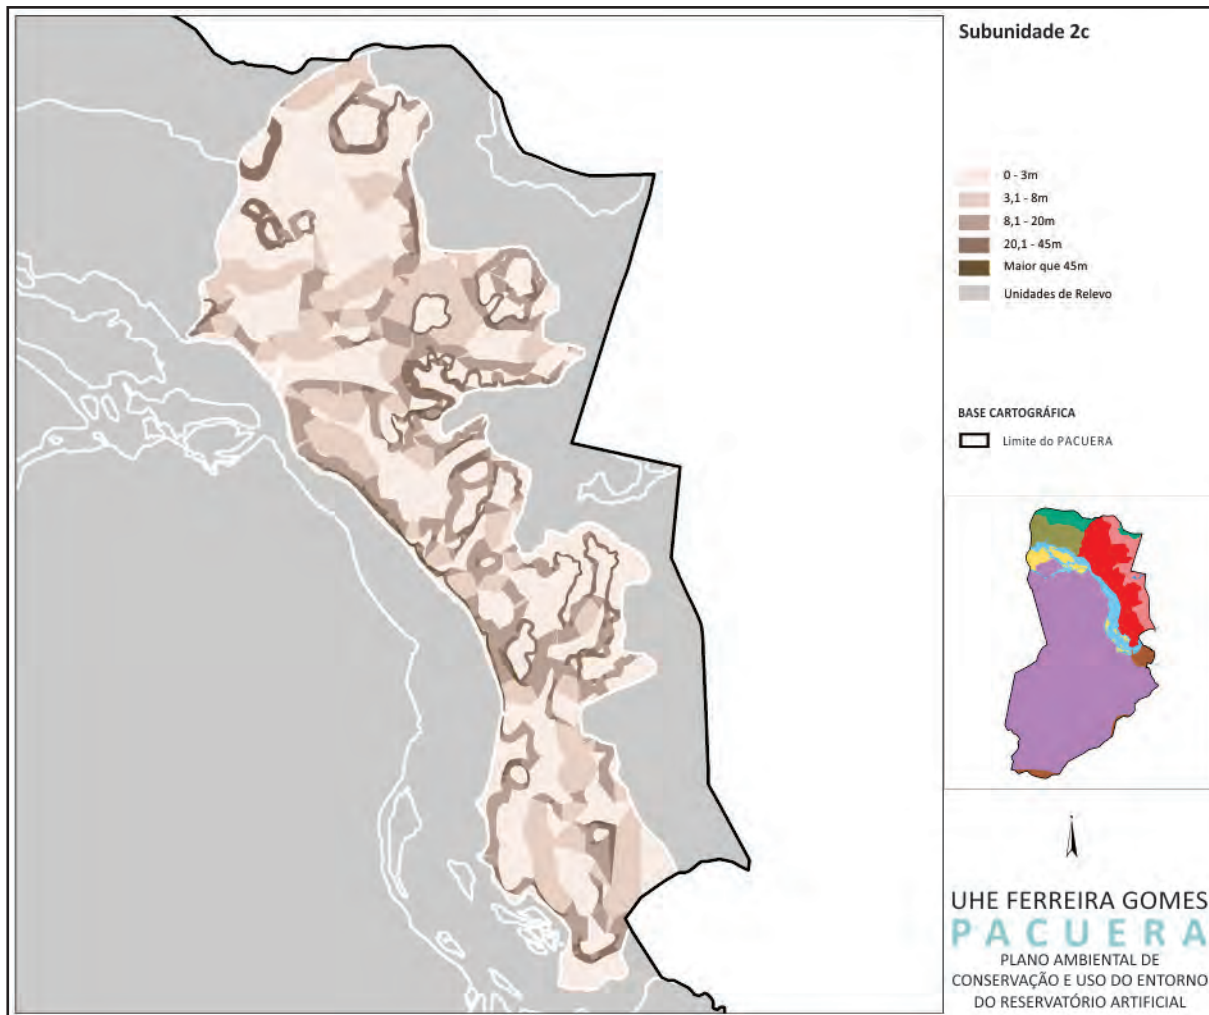 Subunidade 2c
0 - 3m
3,1 - 8m
8,1 - 20m
20,1 - 45m
Maior que 45m
Unidades de Relevo
BASE CARTOGRÁFICA
Limite do PACUERA
UHE FERREIRA GOMES
PACUERA
PLANO AMBIENTAL DE
CONSERVAÇÃO E USO DO ENTORNO
DO RESERVATÓRIO ARTIFICIAL